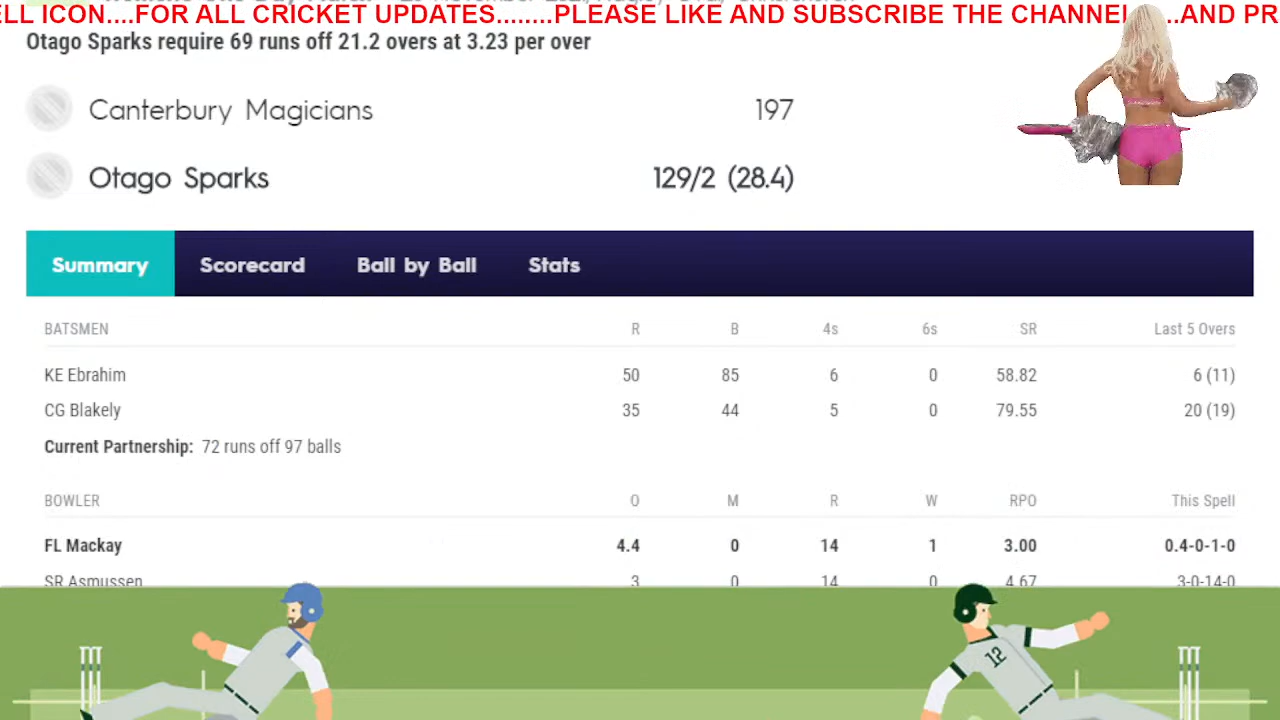 ELL ICON....FOR ALL CRICKET UPDATES........PLEASE LIKE AND SUBSCRIBE THE CHANNEL ...AND PR
Otago Sparks require 69 runs off 21.2 overs at 3.23 per over
Canterbury Magicians 197
Otago Sparks 129/2 (28.4)
Summary Scorecard Ball by Ball Stats
BATSMEN R B 4s 6s SR Last 5 Overs
KE Ebrahim 50 85 6 0 58.82 6 (11)
CG Blakely 35 44 5 0 79.55 20 (19)
Current Partnership: 72 runs off 97 balls
BOWLER O M R W RPO This Spell
FL Mackay 4.4 0 14 1 3.00 0.4-0-1-0
SR Asmussen 3 0 14 0 4.67 3-0-14-0
12